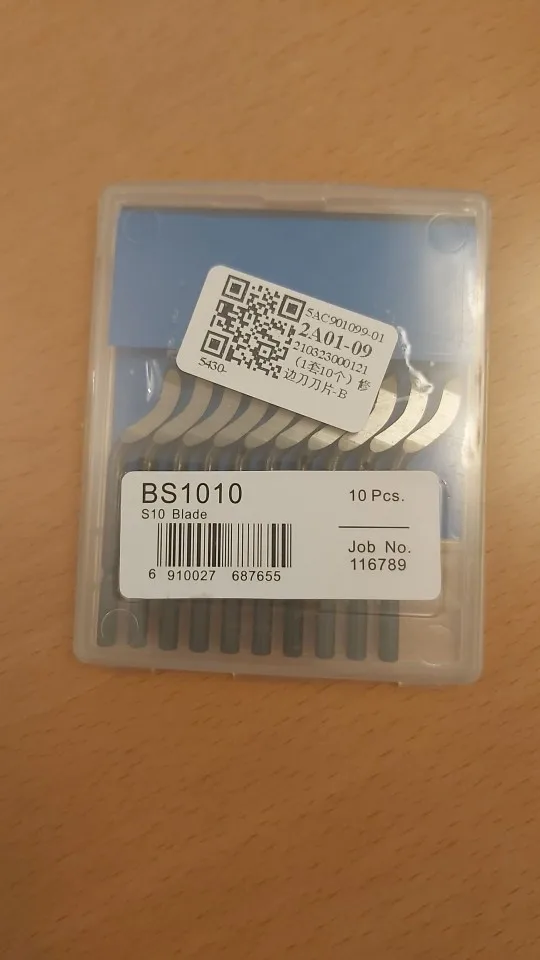 5AC901099-01
2A01-09
210323000121
(1套10个) 修
边刀刀片-B
5430-
BS1010
S10 Blade
10 Pcs.
Job No.
116789
6 910027 687655